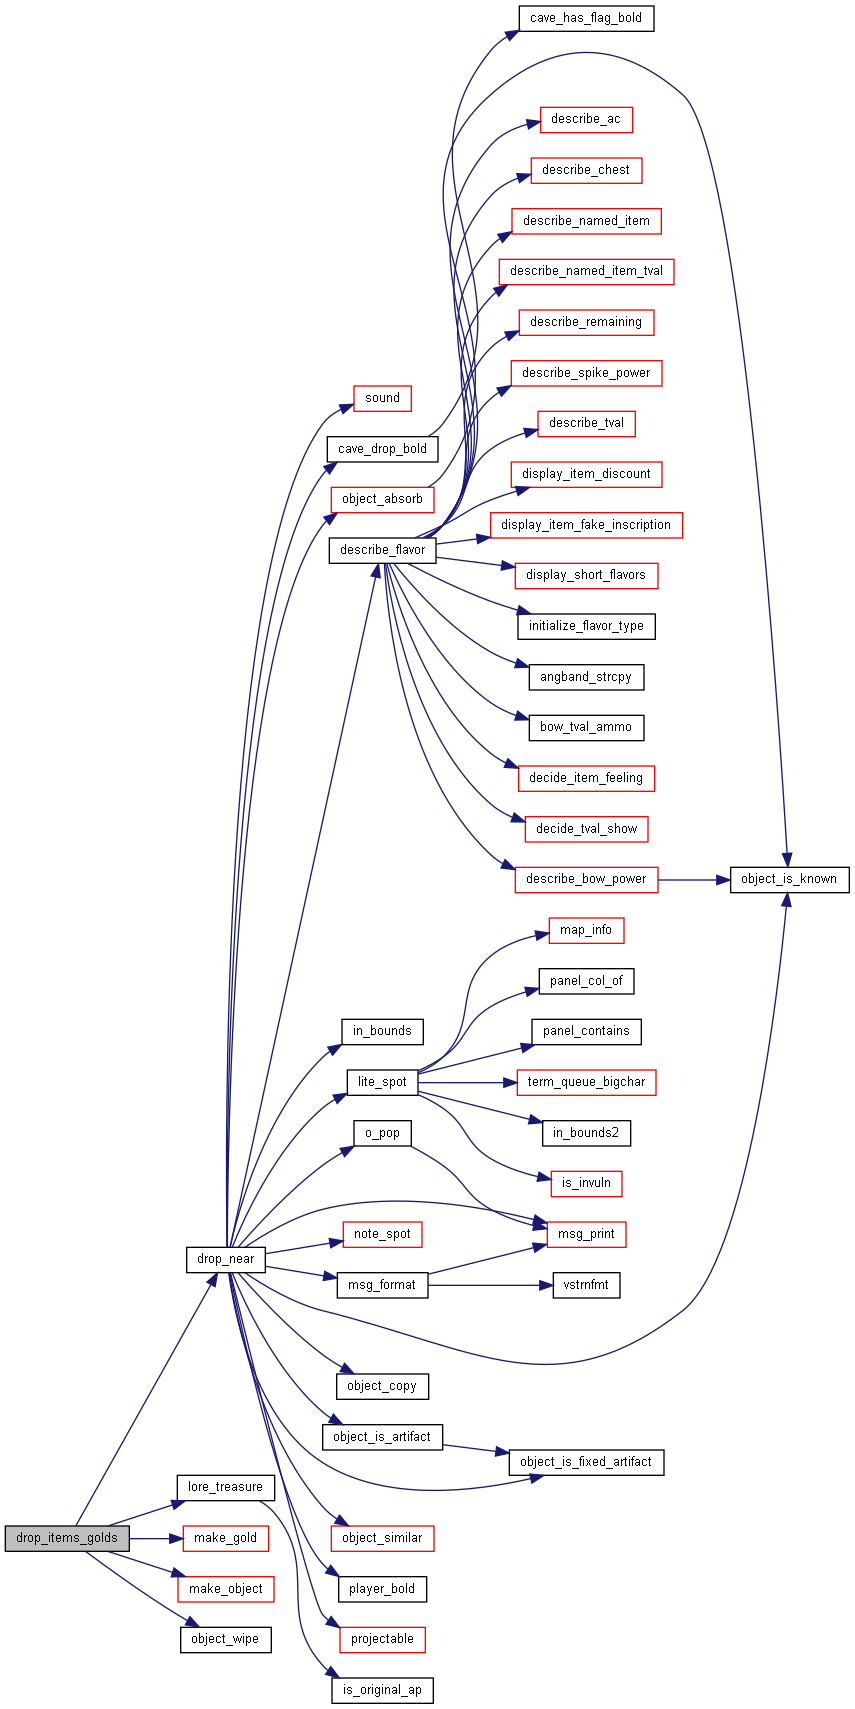 cave_has_flag_bold
describe_ac
describe_chest
describe_named_item
describe_named_item_tval
describe_remaining
describe_spike_power
sound
describe_tval
cave_drop_bold
display_item_discount
object_absorb
display_item_fake_inscription
describe_flavor
display_short_flavors
initialize_flavor_type
angband_strcpy
bow_tval_ammo
decide_item_feeling
decide_tval_show
describe_bow_power
object_is_known
map_info
panel_col_of
in_bounds
panel_contains
lite_spot
term_queue_bigchar
o_pop
in_bounds2
is_invuln
note_spot
msg_print
drop_near
msg_format
vstrnfmt
object_copy
object_is_artifact
object_is_fixed_artifact
lore_treasure
drop_items_golds
make_gold
object_similar
make_object
player_bold
object_wipe
projectable
is_original_ap